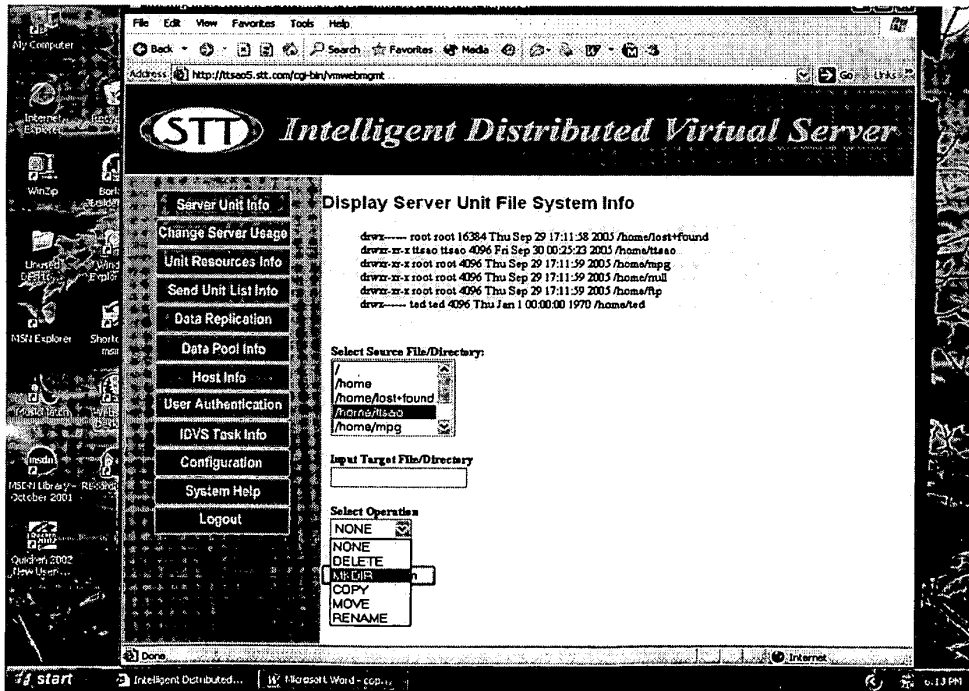 My Computer
Internet
Explorer
WinZip
MSN Explorer
msdn
MSDN Library -
October 2001
Quicken 2002
New User...
File Edit View Favorites Tools Help
Back Search Favorites Media
Address http://ttsao5.stt.com/cgi-bin/vmwebmgmt Go Links
STT Intelligent Distributed Virtual Server
Server Unit Info
Change Server Usage
Unit Resources Info
Send Unit List Info
Data Replication
Data Pool Info
Host Info
User Authentication
IDVS Task Info
Configuration
System Help
Logout
Display Server Unit File System Info
drwx------ root root 16384 Thu Sep 29 17:11:58 2005 /home/lost+found
drwxr-xr-x ttsao ttsao 4096 Fri Sep 30 00:25:23 2005 /home/ttsao
drwxr-xr-x root root 4096 Thu Sep 29 17:11:59 2005 /home/mpg
drwxr-xr-x root root 4096 Thu Sep 29 17:11:59 2005 /home/null
drwxr-xr-x root root 4096 Thu Sep 29 17:11:59 2005 /home/ftp
drwx------ ted ted 4096 Thu Jan 1 00:00:00 1970 /home/ted
Select Source File/Directory:
/
/home
/home/lost+found
/home/ttsao
/home/mpg
Input Target File/Directory
Select Operation
NONE
NONE
DELETE
MKDIR
COPY
MOVE
RENAME
Done
Internet
start
Intelligent Distributed...
Microsoft Word - cop...
6:13 PM